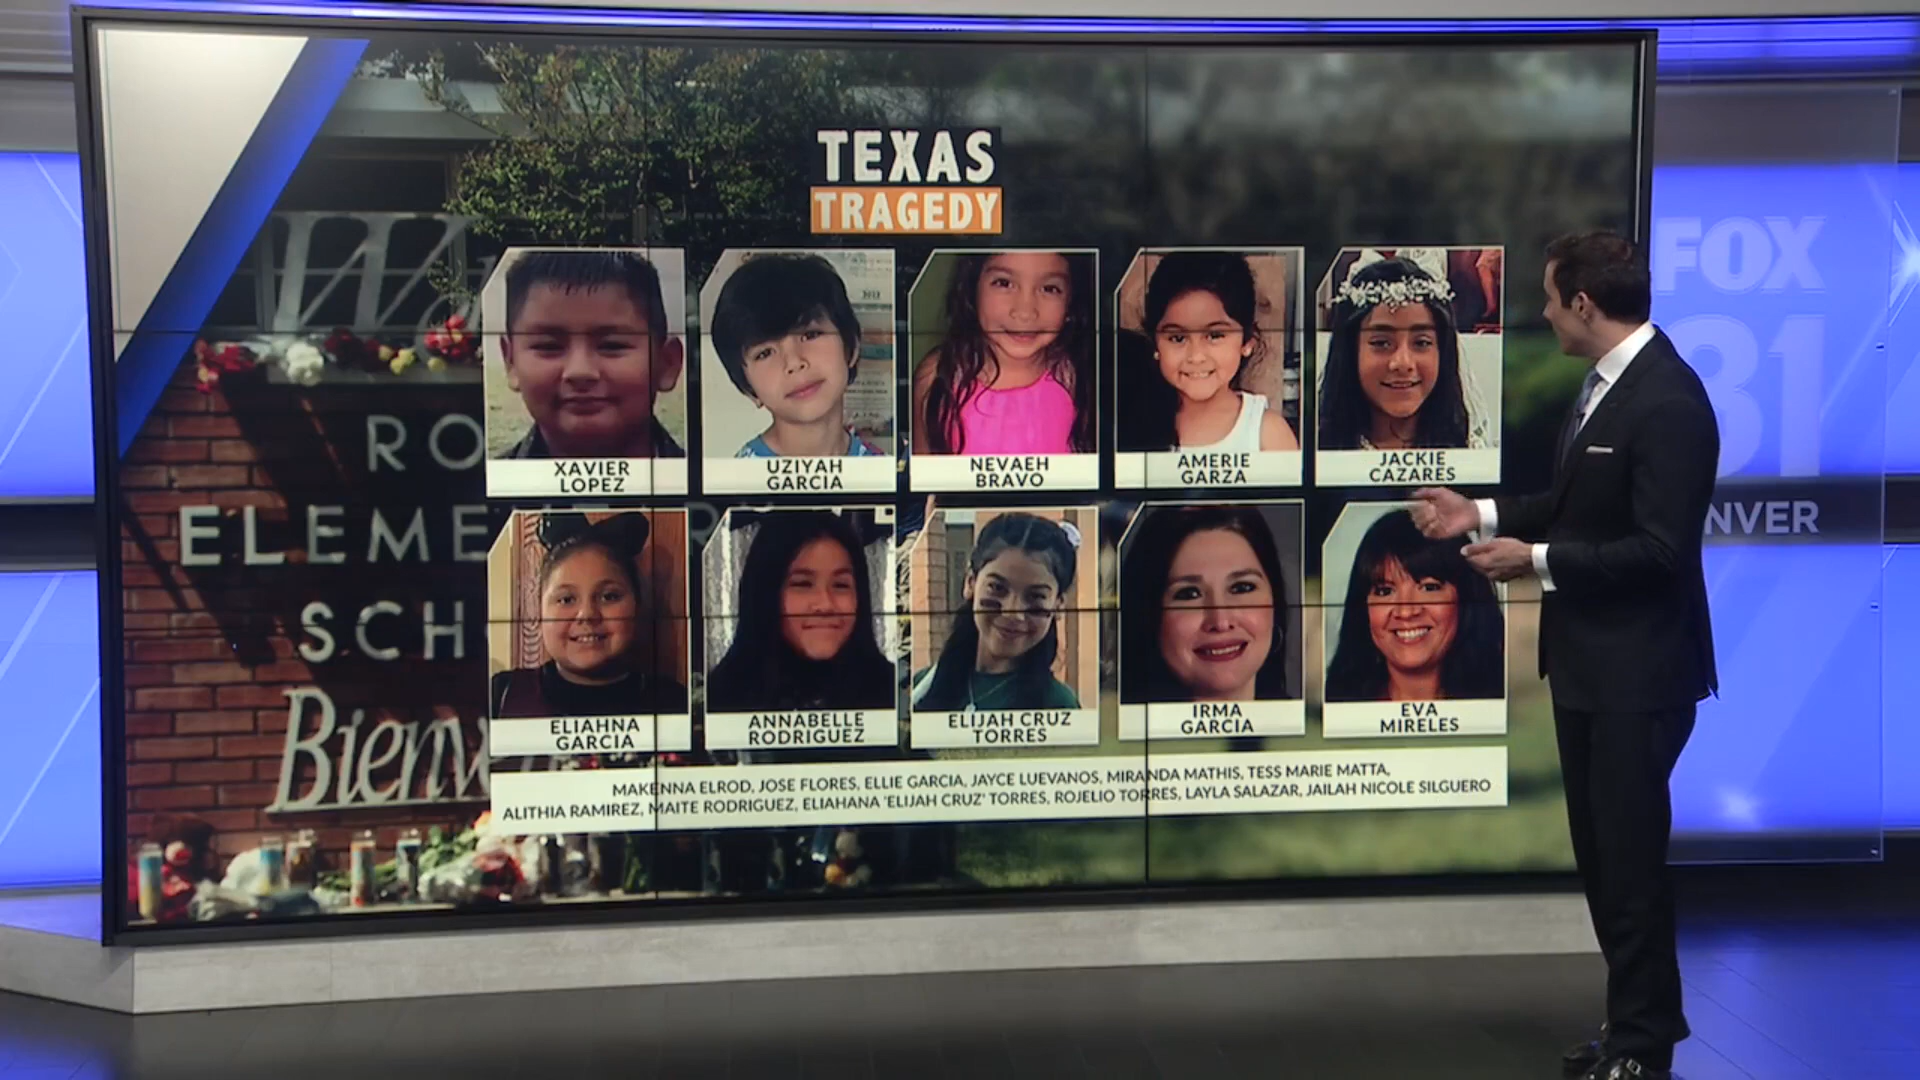 TEXAS
TRAGEDY
XAVIER
LOPEZ
UZIYAH
GARCIA
NEVAEH
BRAVO
AMERIE
GARZA
JACKIE
CAZARES
ELIAHNA
GARCIA
ANNABELLE
RODRIGUEZ
ELIJAH CRUZ
TORRES
IRMA
GARCIA
EVA
MIRELES
MAKENNA ELROD, JOSE FLORES, ELLIE GARCIA, JAYCE LUEVANOS, MIRANDA MATHIS, TESS MARIE MATTA,
ALITHIA RAMIREZ, MAITE RODRIGUEZ, ELIAHANA 'ELIJAH CRUZ' TORRES, ROJELIO TORRES, LAYLA SALAZAR, JAILAH NICOLE SILGUERO
We
RO
ELEME R
SCH
Bienv
FOX
31
NVER